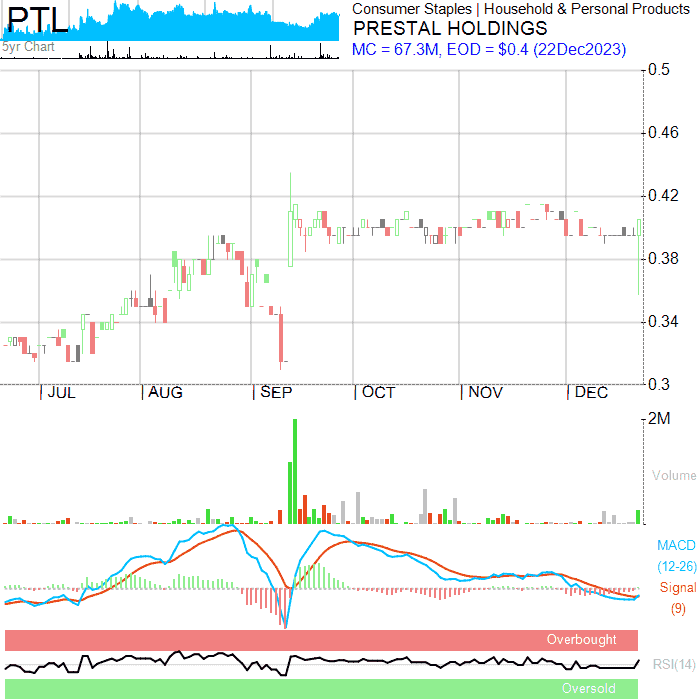 PTL
5yr Chart
Consumer Staples | Household & Personal Products
PRESTAL HOLDINGS
MC = 67.3M, EOD = $0.4 (22Dec2023)
0.5
0.46
0.42
0.38
0.34
0.3
JUL AUG SEP OCT NOV DEC
2M
Volume
MACD
(12-26)
Signal
(9)
Overbought
RSI(14)
Oversold